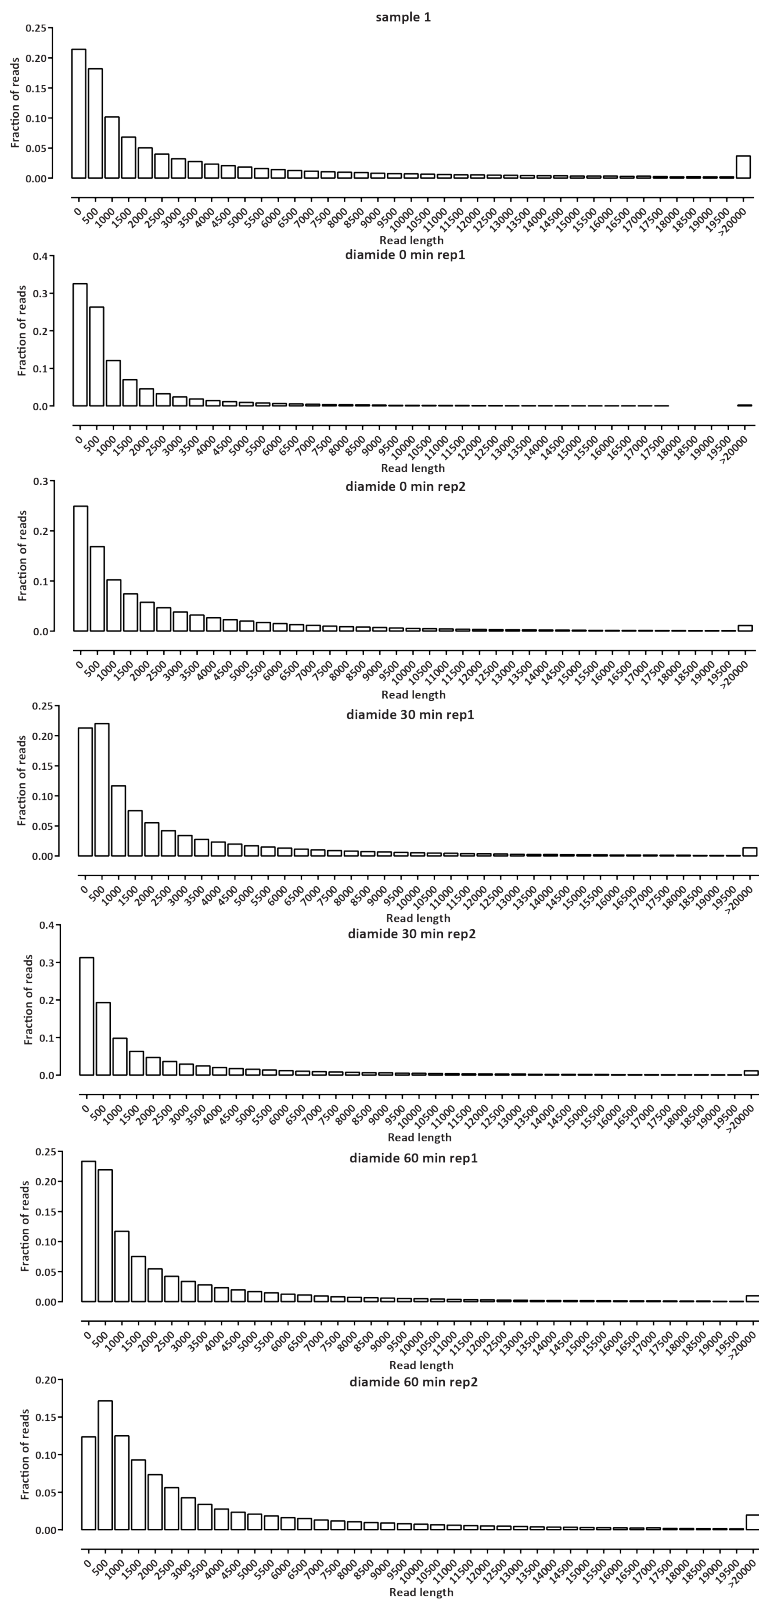 sample 1
Fraction of reads
0.25
0.20
0.15
0.10
0.05
0.00
0 500 1000 1500 2000 2500 3000 3500 4000 4500 5000 5500 6000 6500 7000 7500 8000 8500 9000 9500 10000 10500 11000 11500 12000 12500 13000 13500 14000 14500 15000 15500 16000 16500 17000 17500 18000 18500 19000 19500 >20000
Read length
diamide 0 min rep1
Fraction of reads
0.4
0.3
0.2
0.1
0.0
0 500 1000 1500 2000 2500 3000 3500 4000 4500 5000 5500 6000 6500 7000 7500 8000 8500 9000 9500 10000 10500 11000 11500 12000 12500 13000 13500 14000 14500 15000 15500 16000 16500 17000 17500 18000 18500 19000 19500 >20000
Read length
diamide 0 min rep2
Fraction of reads
0.3
0.2
0.1
0.0
0 500 1000 1500 2000 2500 3000 3500 4000 4500 5000 5500 6000 6500 7000 7500 8000 8500 9000 9500 10000 10500 11000 11500 12000 12500 13000 13500 14000 14500 15000 15500 16000 16500 17000 17500 18000 18500 19000 19500 >20000
Read length
diamide 30 min rep1
Fraction of reads
0.25
0.20
0.15
0.10
0.05
0.00
0 500 1000 1500 2000 2500 3000 3500 4000 4500 5000 5500 6000 6500 7000 7500 8000 8500 9000 9500 10000 10500 11000 11500 12000 12500 13000 13500 14000 14500 15000 15500 16000 16500 17000 17500 18000 18500 19000 19500 >20000
Read length
diamide 30 min rep2
Fraction of reads
0.4
0.3
0.2
0.1
0.0
0 500 1000 1500 2000 2500 3000 3500 4000 4500 5000 5500 6000 6500 7000 7500 8000 8500 9000 9500 10000 10500 11000 11500 12000 12500 13000 13500 14000 14500 15000 15500 16000 16500 17000 17500 18000 18500 19000 19500 >20000
Read length
diamide 60 min rep1
Fraction of reads
0.25
0.20
0.15
0.10
0.05
0.00
0 500 1000 1500 2000 2500 3000 3500 4000 4500 5000 5500 6000 6500 7000 7500 8000 8500 9000 9500 10000 10500 11000 11500 12000 12500 13000 13500 14000 14500 15000 15500 16000 16500 17000 17500 18000 18500 19000 19500 >20000
Read length
diamide 60 min rep2
Fraction of reads
0.20
0.15
0.10
0.05
0.00
0 500 1000 1500 2000 2500 3000 3500 4000 4500 5000 5500 6000 6500 7000 7500 8000 8500 9000 9500 10000 10500 11000 11500 12000 12500 13000 13500 14000 14500 15000 15500 16000 16500 17000 17500 18000 18500 19000 19500 >20000
Read length